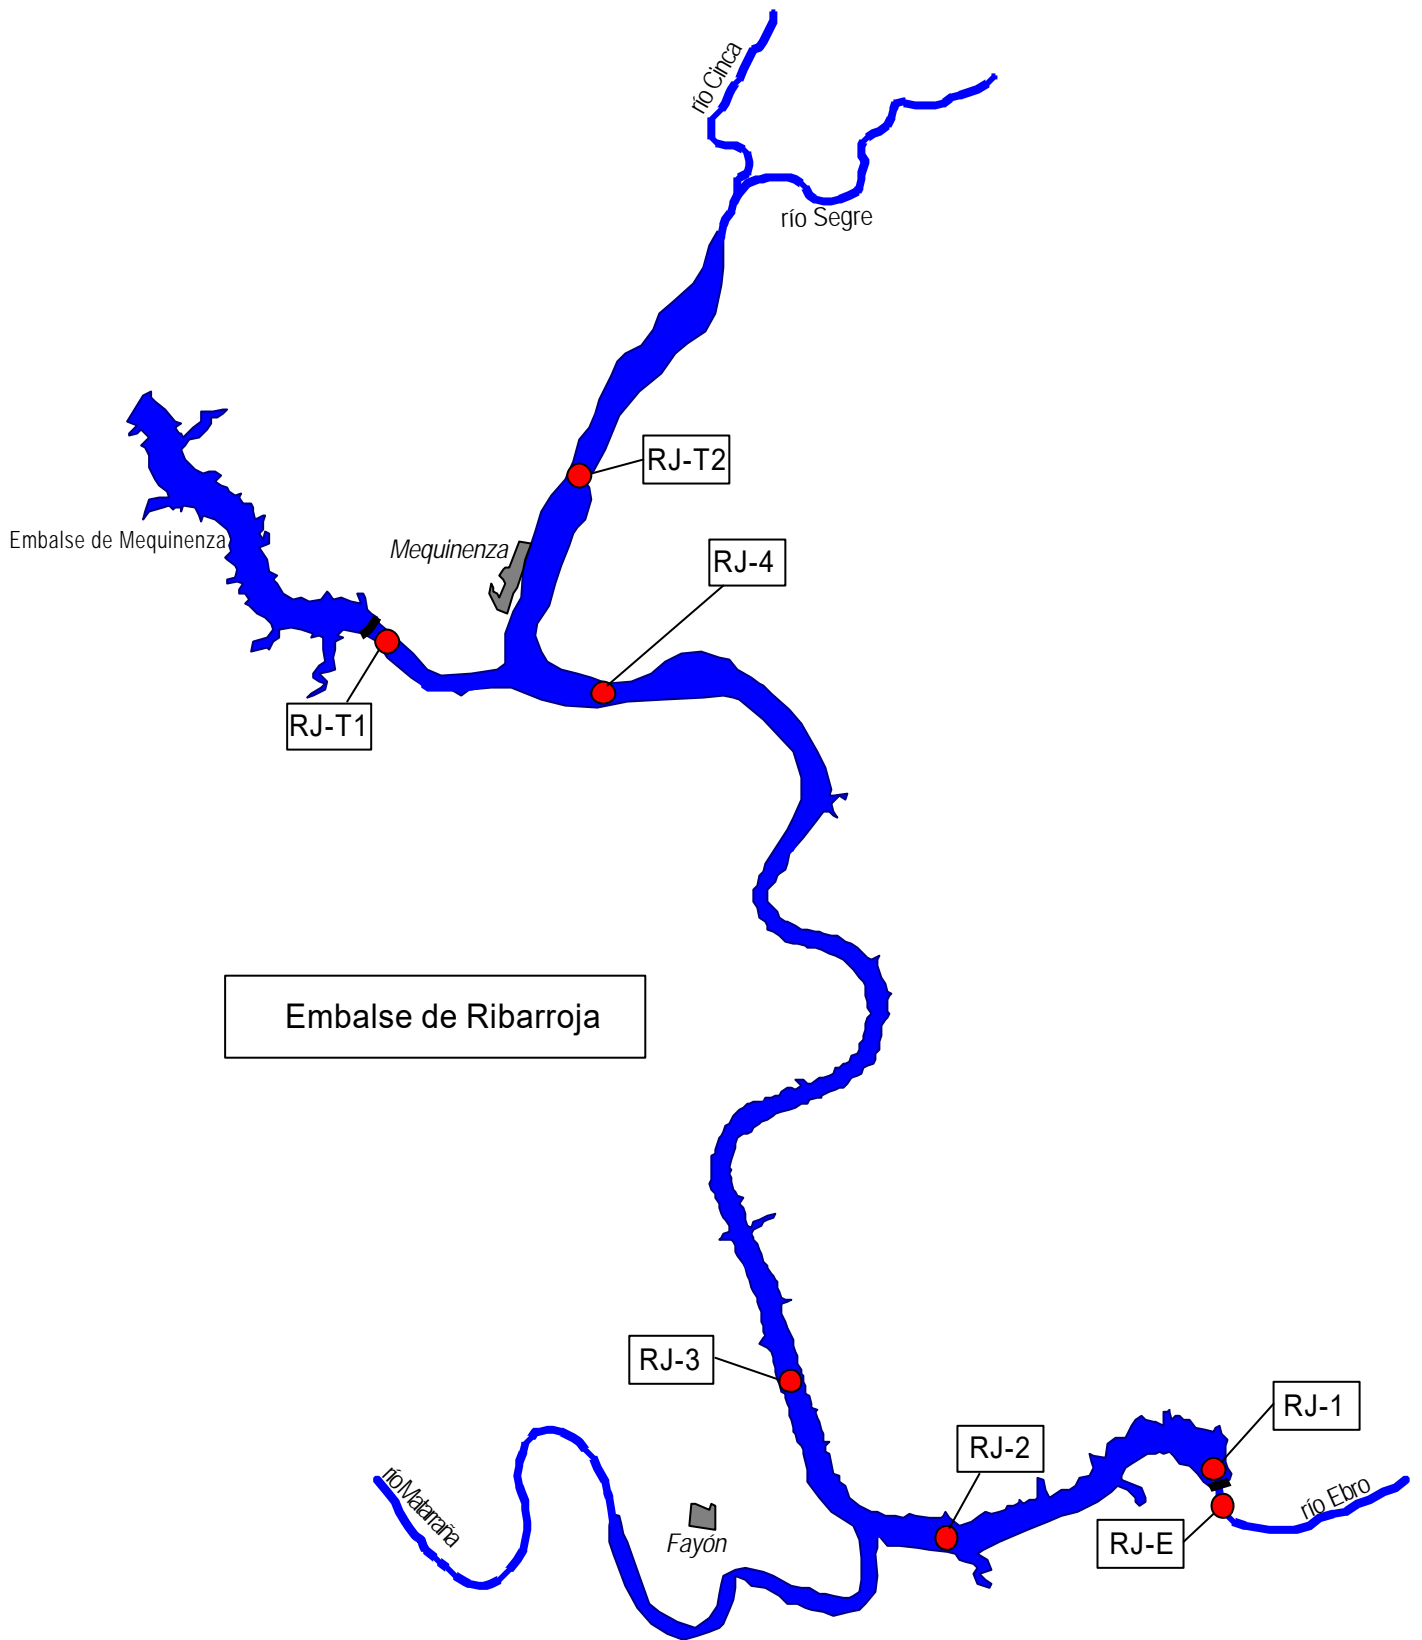 río Cinca
río Segre
RJ-T2
Embalse de Mequinenza
Mequinenza
RJ-4
RJ-T1
Embalse de Ribarroja
RJ-3
RJ-1
RJ-2
río Matarraña
río Ebro
Fayón
RJ-E